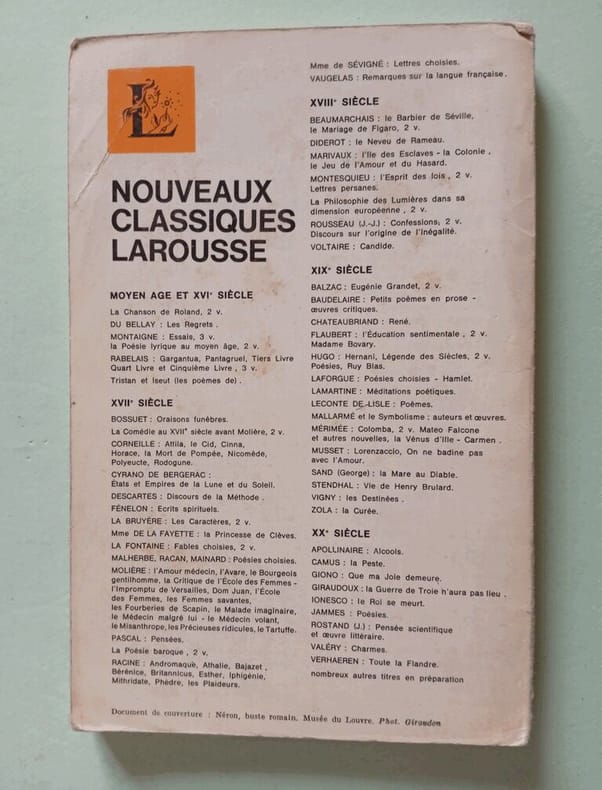 L
NOUVEAUX
CLASSIQUES
LAROUSSE
MOYEN AGE ET XVIe SIÈCLE
La Chanson de Roland, 2 v.
DU BELLAY : Les Regrets .
MONTAIGNE : Essais, 3 v.
la Poésie lyrique au moyen âge, 2 v.
RABELAIS : Gargantua, Pantagruel, Tiers Livre
Quart Livre et Cinquième Livre , 3 v.
Tristan et Iseut (les poèmes de) .
XVIIe SIÈCLE
BOSSUET : Oraisons funèbres.
La Comédie au XVIIe siècle avant Molière, 2 v.
CORNEILLE : Attila, le Cid, Cinna,
Horace, la Mort de Pompée, Nicomède,
Polyeucte, Rodogune.
CYRANO DE BERGERAC :
États et Empires de la Lune et du Soleil.
DESCARTES : Discours de la Méthode .
FÉNELON : Ecrits spirituels.
LA BRUYÈRE : Les Caractères, 2 v.
Mme DE LA FAYETTE : la Princesse de Clèves.
LA FONTAINE : Fables choisies, 2 v.
MALHERBE, RACAN, MAINARD : Poésies choisies.
MOLIÈRE : l'Amour médecin, l'Avare, le Bourgeois
gentilhomme, la Critique de l'École des Femmes -
l'Impromptu de Versailles, Dom Juan, l'École
des Femmes, les Femmes savantes,
les Fourberies de Scapin, le Malade imaginaire,
le Médecin malgré lui - le Médecin volant,
le Misanthrope, les Précieuses ridicules, le Tartuffe.
PASCAL : Pensées.
La Poésie baroque , 2 v.
RACINE : Andromaque, Athalie, Bajazet ,
Bérénice, Britannicus, Esther, Iphigénie,
Mithridate, Phèdre, les Plaideurs.
Mme de SÉVIGNÉ : Lettres choisies.
VAUGELAS : Remarques sur la langue française.
XVIIIe SIÈCLE
BEAUMARCHAIS : le Barbier de Séville,
le Mariage de Figaro, 2 v.
DIDEROT : le Neveu de Rameau.
MARIVAUX : l'Ile des Esclaves - la Colonie ,
le Jeu de l'Amour et du Hasard.
MONTESQUIEU : l'Esprit des lois , 2 v.
Lettres persanes.
La Philosophie des Lumières dans sa
dimension européenne , 2 v.
ROUSSEAU (J.-J.) : Confessions, 2 v.
Discours sur l'origine de l'Inégalité.
VOLTAIRE : Candide.
XIXe SIÈCLE
BALZAC : Eugénie Grandet, 2 v.
BAUDELAIRE : Petits poèmes en prose -
œuvres critiques.
CHATEAUBRIAND : René.
FLAUBERT : l'Éducation sentimentale , 2 v.
Madame Bovary.
HUGO : Hernani, Légende des Siècles, 2 v.
Poésies, Ruy Blas.
LAFORGUE : Poésies choisies - Hamlet.
LAMARTINE : Méditations poétiques.
LECONTE DE LISLE : Poèmes.
MALLARMÉ et le Symbolisme : auteurs et œuvres.
MÉRIMÉE : Colomba, 2 v. Mateo Falcone
et autres nouvelles, la Vénus d'Ille - Carmen .
MUSSET : Lorenzaccio, On ne badine pas
avec l'Amour.
SAND (George) : la Mare au Diable.
STENDHAL : Vie de Henry Brulard.
VIGNY : les Destinées .
ZOLA : la Curée.
XXe SIÈCLE
APOLLINAIRE : Alcools.
CAMUS : la Peste.
GIONO : Que ma Joie demeure.
GIRAUDOUX : la Guerre de Troie n'aura pas lieu .
IONESCO : le Roi se meurt.
JAMMES : Poésies.
ROSTAND (J.) : Pensée scientifique
et œuvre littéraire.
VALÉRY : Charmes.
VERHAEREN : Toute la Flandre.
nombreux autres titres en préparation
Document de couverture : Néron, buste romain. Musée du Louvre. Phot. Giraudon